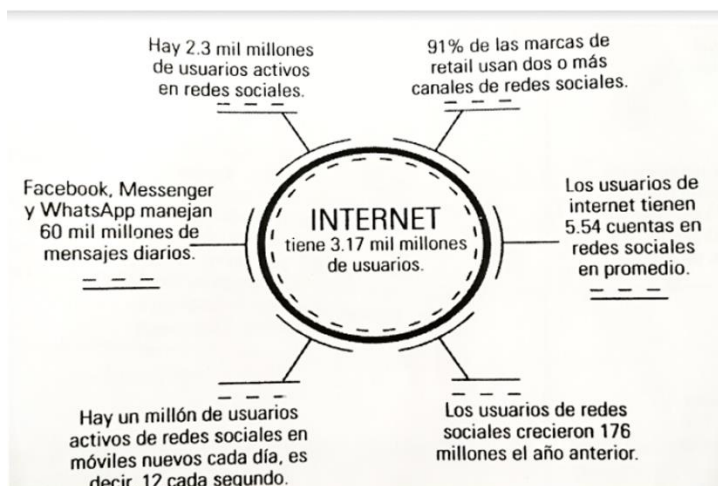 Hay 2.3 mil millones
de usuarios activos
en redes sociales.
91% de las marcas de
retail usan dos o más
canales de redes sociales.
Facebook, Messenger
y WhatsApp manejan
60 mil millones de
mensajes diarios.
INTERNET
tiene 3.17 mil millones
de usuarios.
Los usuarios de
internet tienen
5.54 cuentas en
redes sociales
en promedio.
Hay un millón de usuarios
activos de redes sociales en
móviles nuevos cada día, es
decir, 12 cada segundo.
Los usuarios de redes
sociales crecieron 176
millones el año anterior.